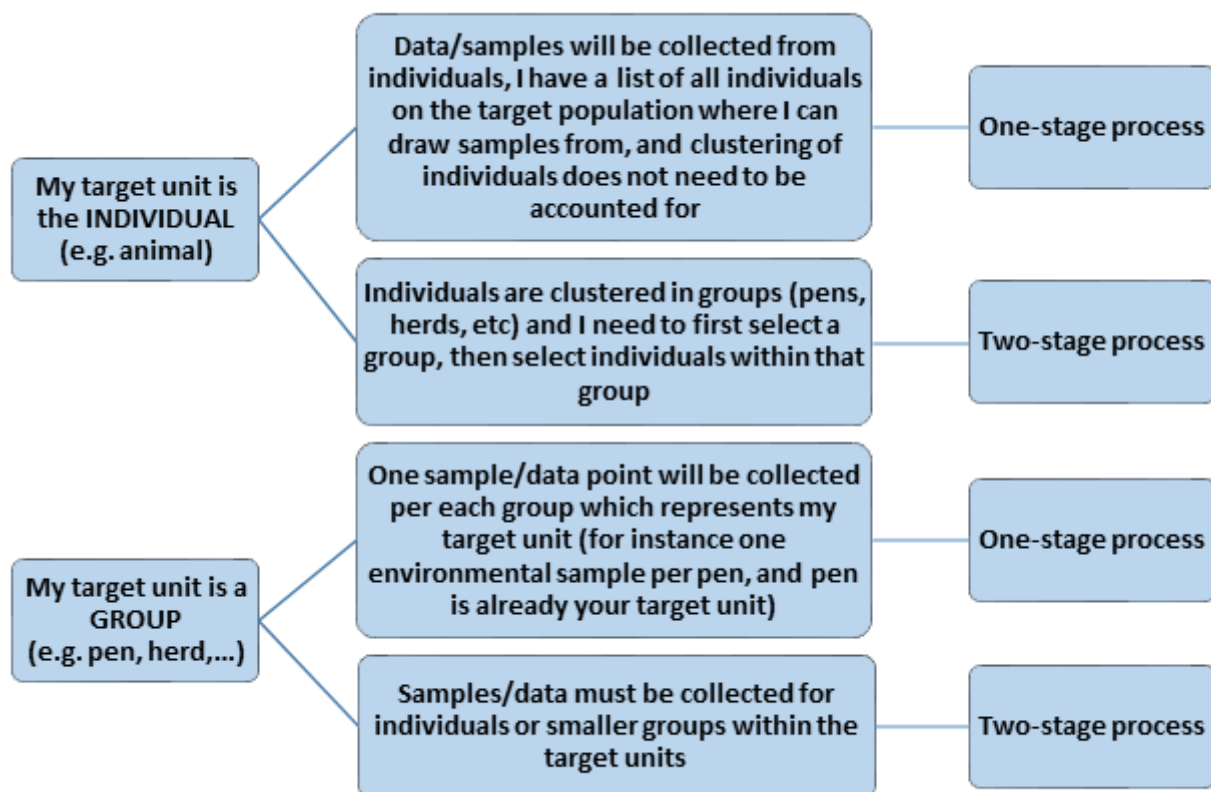 My target unit is
the INDIVIDUAL
(e.g. animal)
Data/samples will be collected from
individuals, I have a list of all individuals
on the target population where I can
draw samples from, and clustering of
individuals does not need to be
accounted for
One-stage process
Individuals are clustered in groups (pens,
herds, etc) and I need to first select a
group, then select individuals within that
group
Two-stage process
My target unit is a
GROUP
(e.g. pen, herd,...)
One sample/data point will be collected
per each group which represents my
target unit (for instance one
environmental sample per pen, and pen
is already your target unit)
One-stage process
Samples/data must be collected for
individuals or smaller groups within the
target units
Two-stage process